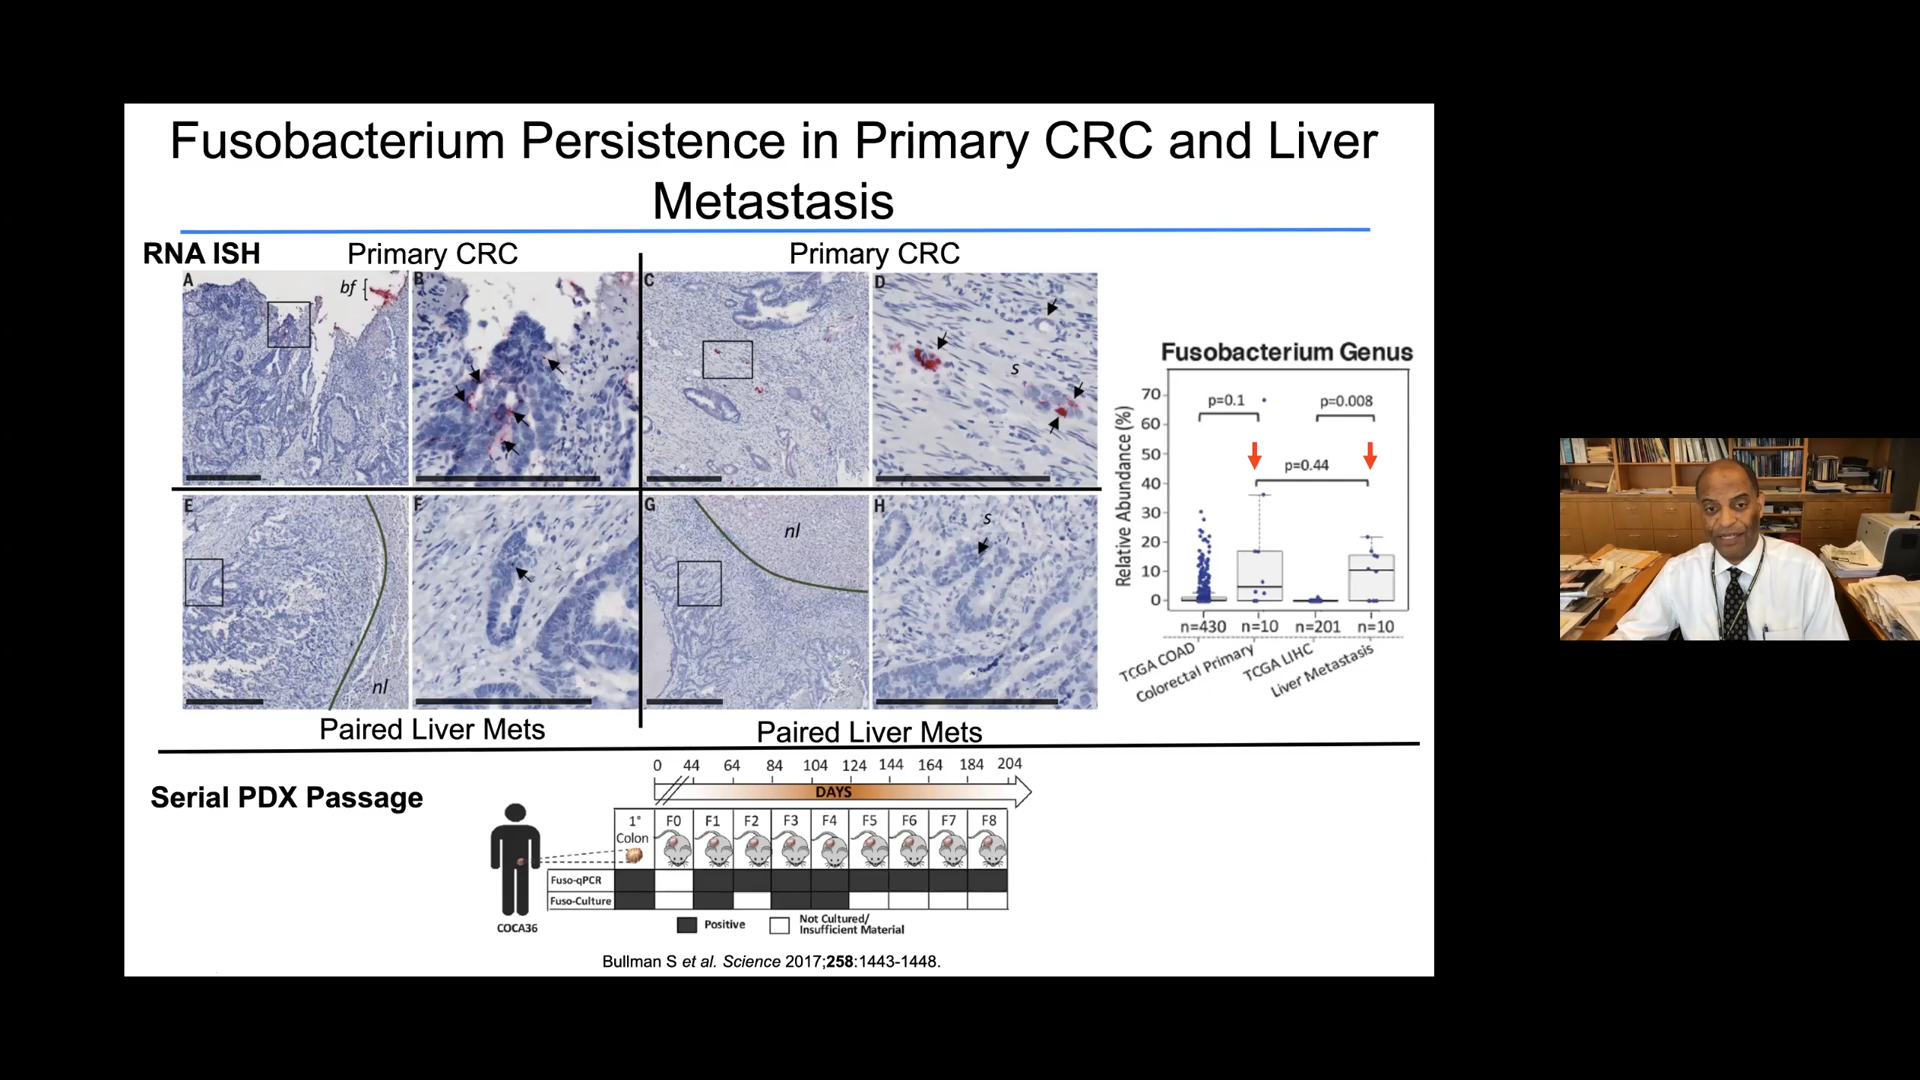 Fusobacterium Persistence in Primary CRC and Liver
Metastasis
RNA ISH
Primary CRC
Primary CRC
A
bf
B
C
D
s
E
nl
F
G
nl
H
s
Paired Liver Mets
Paired Liver Mets
Fusobacterium Genus
Relative Abundance (%)
70
60
50
40
30
20
10
0
p=0.1
p=0.008
p=0.44
n=430
n=10
n=201
n=10
TCGA COAD
Colorectal Primary
TCGA LIHC
Liver Metastasis
Serial PDX Passage
0 44 64 84 104 124 144 164 184 204
DAYS
1°
Colon
F0 F1 F2 F3 F4 F5 F6 F7 F8
Fuso-qPCR
Fuso-Culture
COCA36
Positive
Not Cultured/
Insufficient Material
Bullman S et al. Science 2017;258:1443-1448.